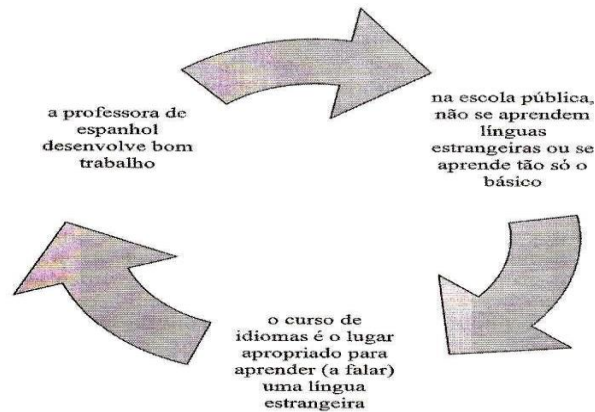 a professora de
espanhol
desenvolve bom
trabalho
na escola pública,
não se aprendem
línguas
estrangeiras ou se
aprende tão só o
básico
o curso de
idiomas é o lugar
apropriado para
aprender (a falar)
uma língua
estrangeira